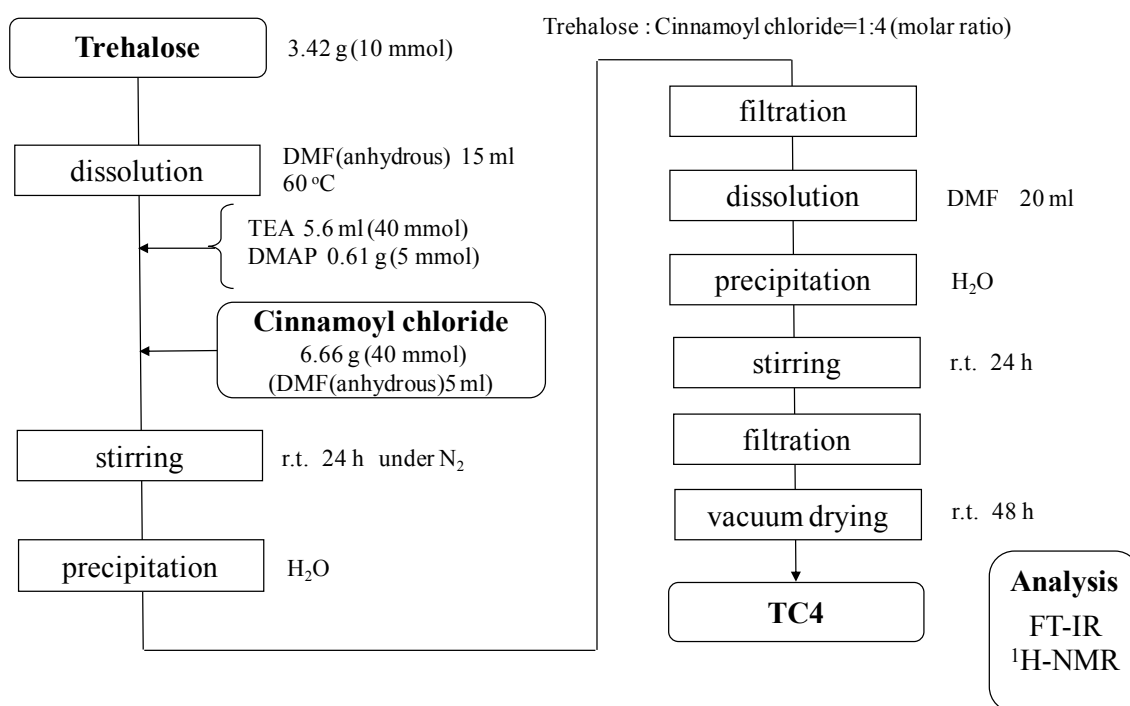 Trehalose
3.42 g (10 mmol)
dissolution
DMF(anhydrous) 15 ml
60 °C
TEA 5.6 ml (40 mmol)
DMAP 0.61 g (5 mmol)
Cinnamoyl chloride
6.66 g (40 mmol)
(DMF(anhydrous)5 ml)
stirring
r.t. 24 h under N₂
precipitation
H₂O
Trehalose : Cinnamoyl chloride=1:4 (molar ratio)
filtration
dissolution
DMF 20 ml
precipitation
H₂O
stirring
r.t. 24 h
filtration
vacuum drying
r.t. 48 h
TC4
Analysis
FT-IR
¹H-NMR